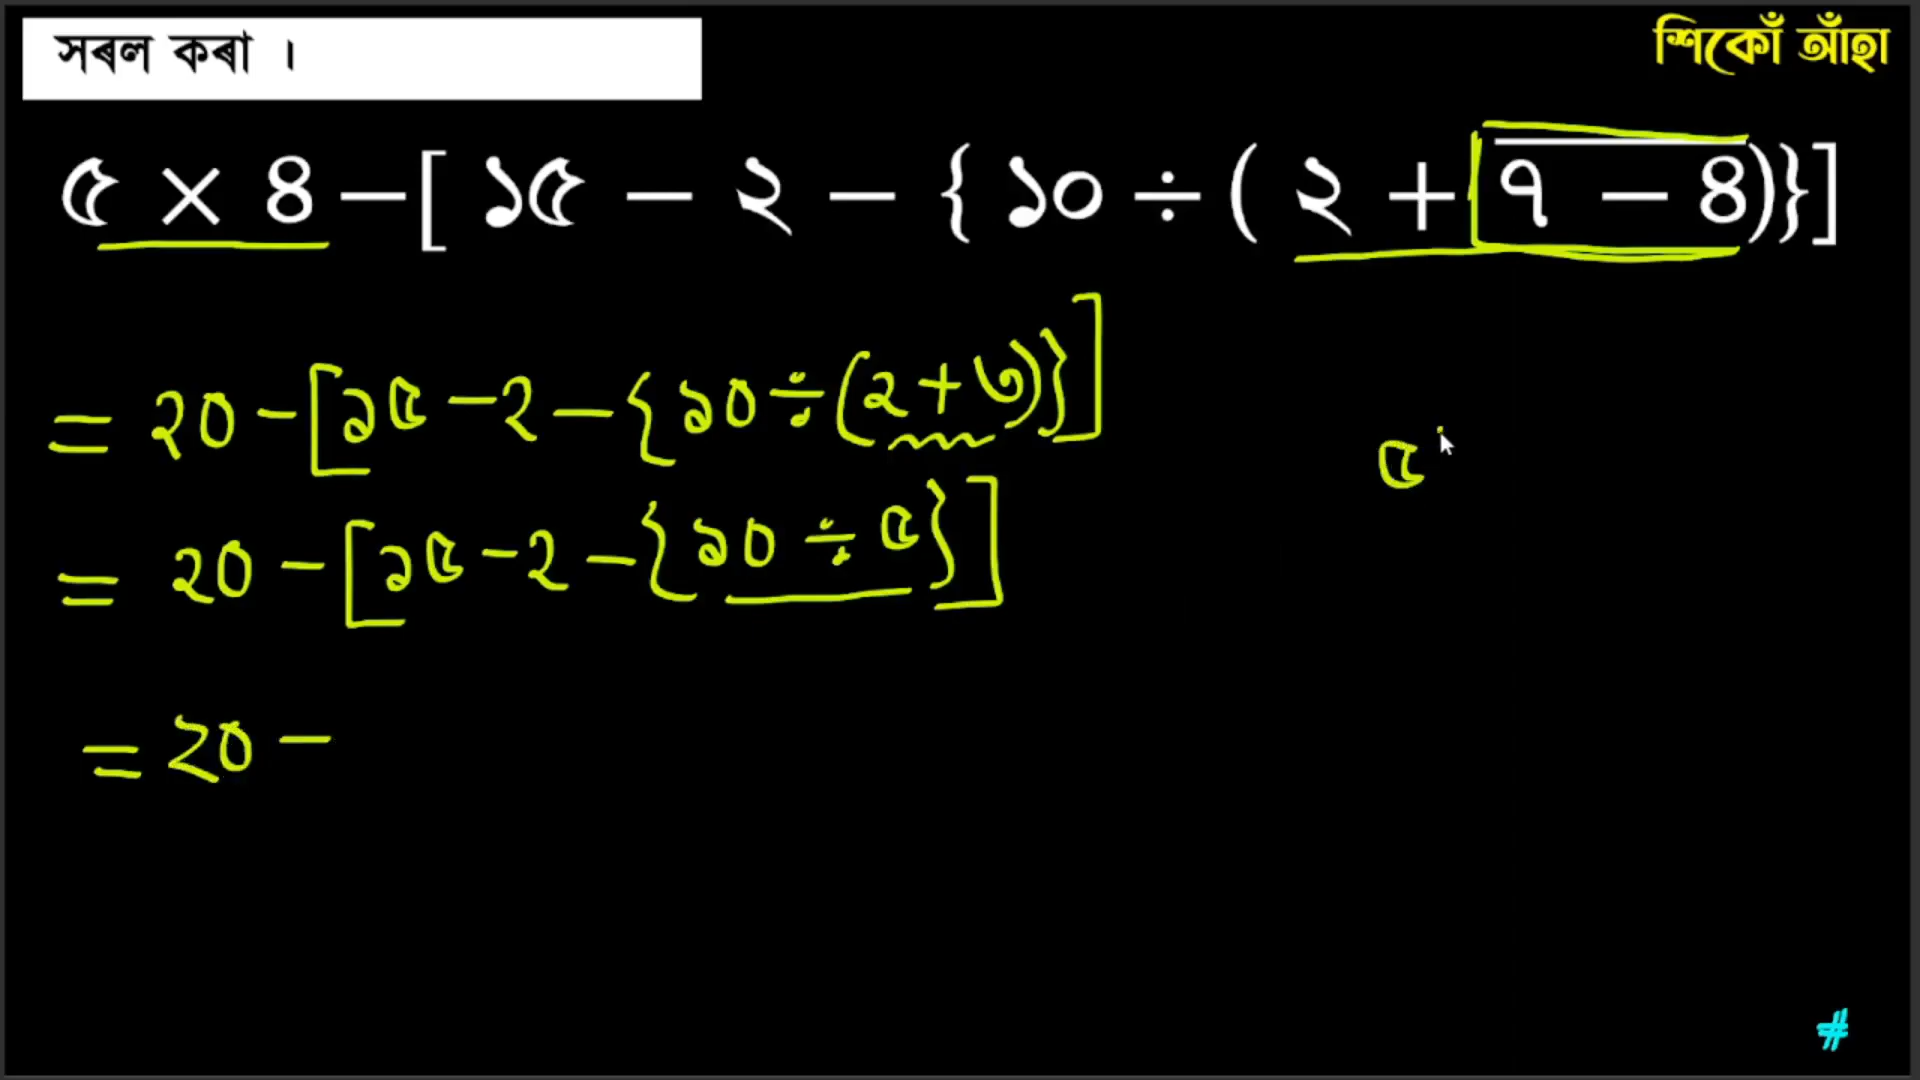 সৰল কৰা ।
শিকোঁ আঁহা
৫ × ৪ – [ ১৫ – ২ – { ১০ ÷ ( ২ + ৭ – ৪)}]
= ২০ – [১৫ – ২ – {১০ ÷ (২ + ৩)}]
৫
= ২০ – [১৫ – ২ – {১০ ÷ ৫}]
= ২০ –
#